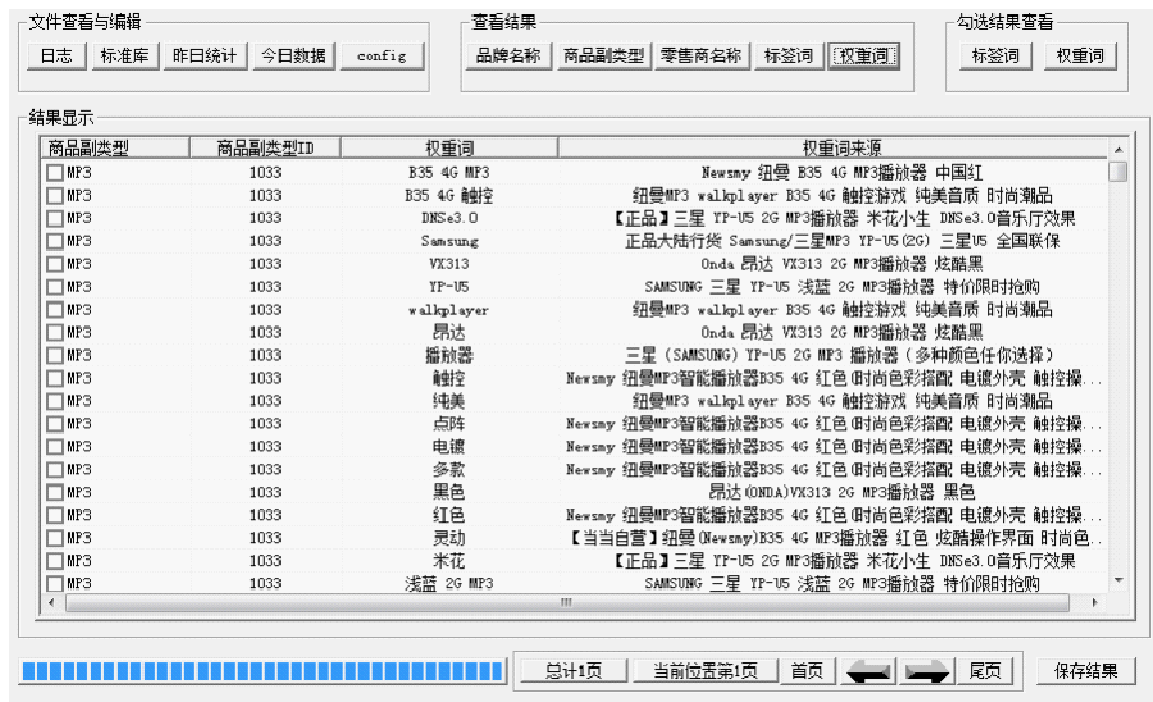 文件查看与编辑 查看结果 勾选结果查看
日志 标准库 昨日统计 今日数据 config 品牌名称 商品副类型 零售商名称 标签词 权重词 标签词 权重词
结果显示
商品副类型 商品副类型ID 权重词 权重词来源
MP3 1033 B35 4G MP3 Newsmy 纽曼 B35 4G MP3播放器 中国红
MP3 1033 B35 4G 触控 纽曼MP3 walkplayer B35 4G 触控游戏 纯美音质 时尚潮品
MP3 1033 DNSe3.0 【正品】三星 YP-U5 2G MP3播放器 米花小生 DNSe3.0音乐厅效果
MP3 1033 Samsung 正品大陆行货 Samsung/三星MP3 YP-U5(2G) 三星U5 全国联保
MP3 1033 VX313 Onda 昂达 VX313 2G MP3播放器 炫酷黑
MP3 1033 YP-U5 SAMSUNG 三星 YP-U5 浅蓝 2G MP3播放器 特价限时抢购
MP3 1033 walkplayer 纽曼MP3 walkplayer B35 4G 触控游戏 纯美音质 时尚潮品
MP3 1033 昂达 Onda 昂达 VX313 2G MP3播放器 炫酷黑
MP3 1033 播放器 三星（SAMSUNG）YP-U5 2G MP3 播放器（多种颜色任你选择）
MP3 1033 触控 Newsmy 纽曼MP3智能播放器B35 4G 红色(时尚色彩搭配 电镀外壳 触控操...
MP3 1033 纯美 纽曼MP3 walkplayer B35 4G 触控游戏 纯美音质 时尚潮品
MP3 1033 点阵 Newsmy 纽曼MP3智能播放器B35 4G 红色(时尚色彩搭配 电镀外壳 触控操...
MP3 1033 电镀 Newsmy 纽曼MP3智能播放器B35 4G 红色(时尚色彩搭配 电镀外壳 触控操...
MP3 1033 多款 Newsmy 纽曼MP3智能播放器B35 4G 红色(时尚色彩搭配 电镀外壳 触控操...
MP3 1033 黑色 昂达(ONDA)VX313 2G MP3播放器 黑色
MP3 1033 红色 Newsmy 纽曼MP3智能播放器B35 4G 红色(时尚色彩搭配 电镀外壳 触控操...
MP3 1033 灵动 【当当自营】纽曼(Newsmy)B35 4G MP3播放器 红色 炫酷操作界面 时尚色...
MP3 1033 米花 【正品】三星 YP-U5 2G MP3播放器 米花小生 DNSe3.0音乐厅效果
MP3 1033 浅蓝 2G MP3 SAMSUNG 三星 YP-U5 浅蓝 2G MP3播放器 特价限时抢购
总计1页 当前位置第1页 首页 尾页 保存结果